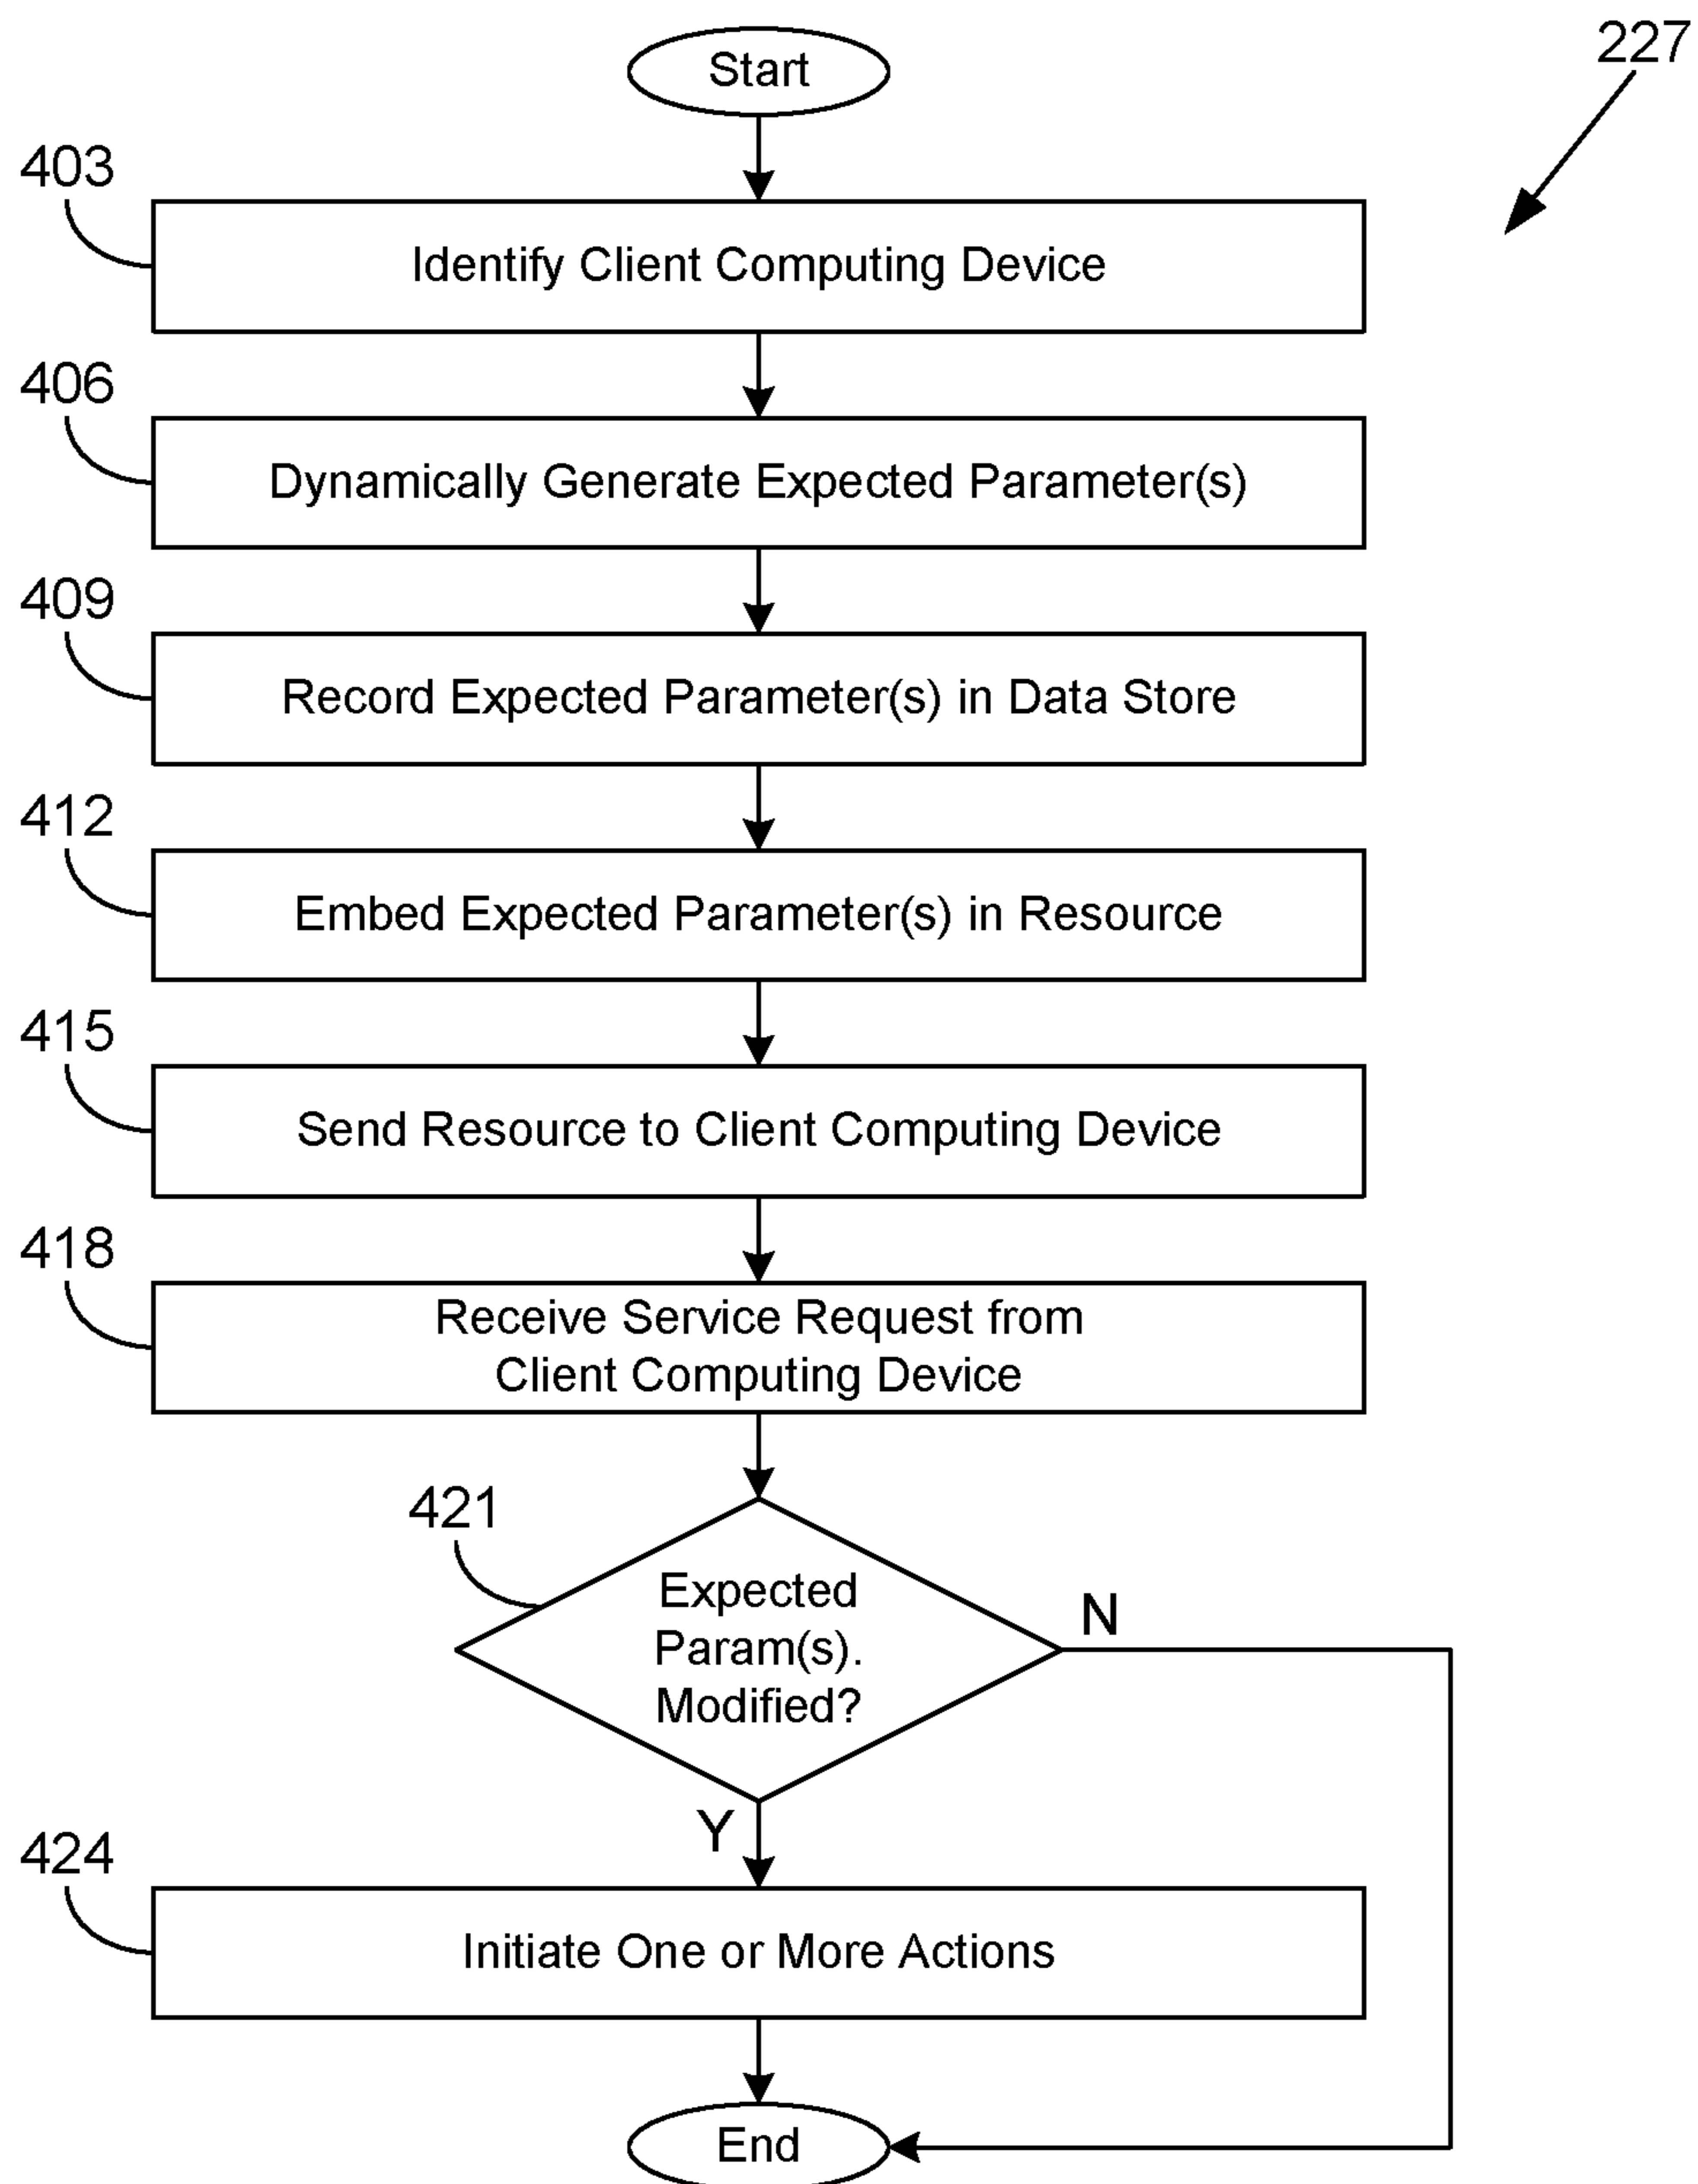 Start
227
403
Identify Client Computing Device
406
Dynamically Generate Expected Parameter(s)
409
Record Expected Parameter(s) in Data Store
412
Embed Expected Parameter(s) in Resource
415
Send Resource to Client Computing Device
418
Receive Service Request from
Client Computing Device
421
Expected
Param(s).
Modified?
N
Y
424
Initiate One or More Actions
End